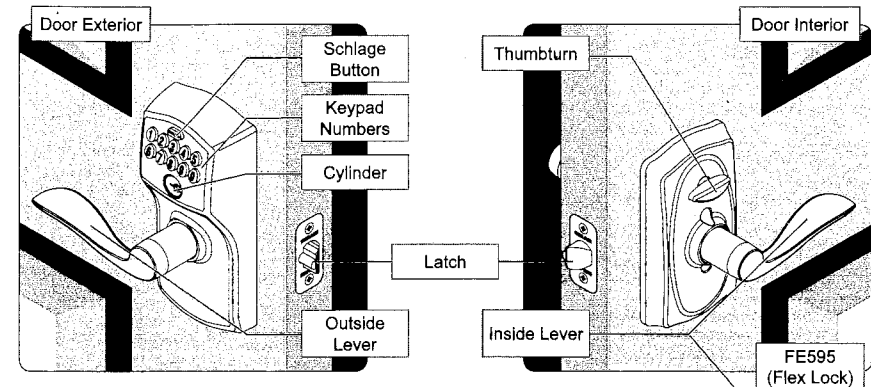 Door Exterior
Schlage
Button
Keypad
Numbers
Cylinder
Latch
Outside
Lever
Door Interior
Thumbturn
Inside Lever
FE595
(Flex Lock)